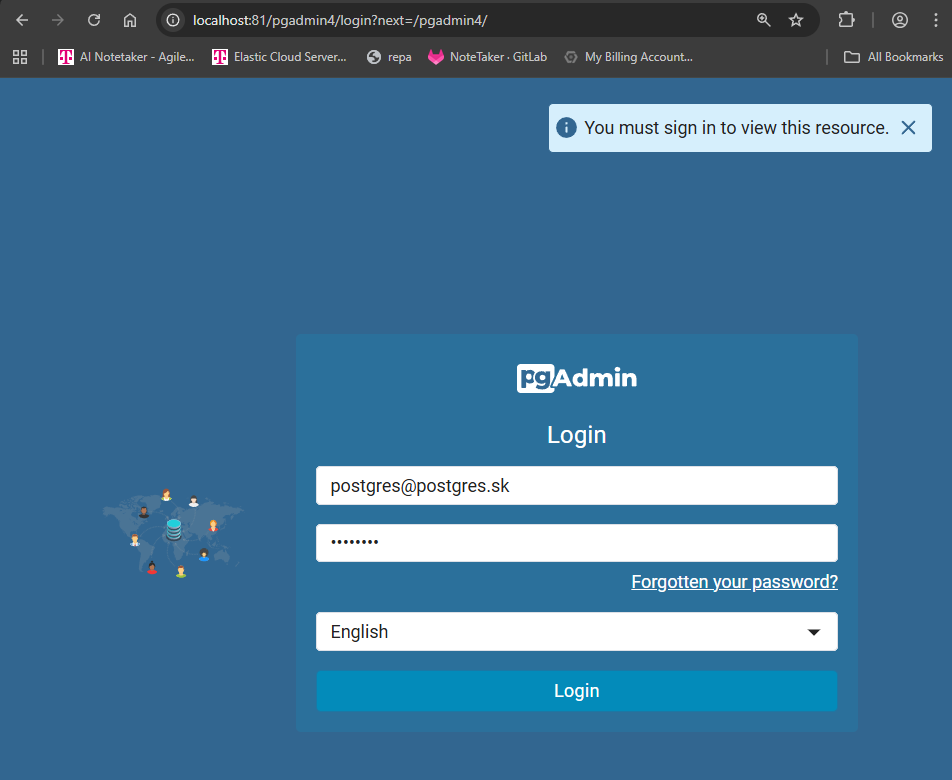 localhost:81/pgadmin4/login?next=/pgadmin4/
AI Notetaker - Agile... Elastic Cloud Server... repa NoteTaker · GitLab My Billing Account... All Bookmarks
You must sign in to view this resource.
pgAdmin
Login
postgres@postgres.sk
••••••••
Forgotten your password?
English
Login